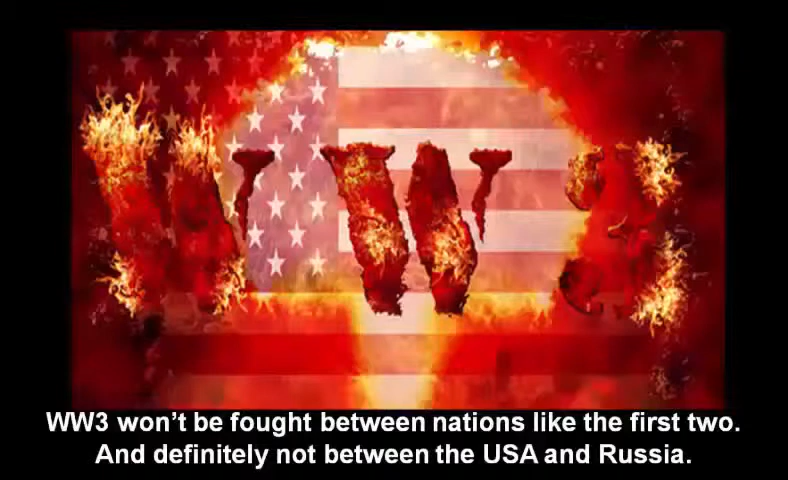 WW3
WW3 won't be fought between nations like the first two.
And definitely not between the USA and Russia.